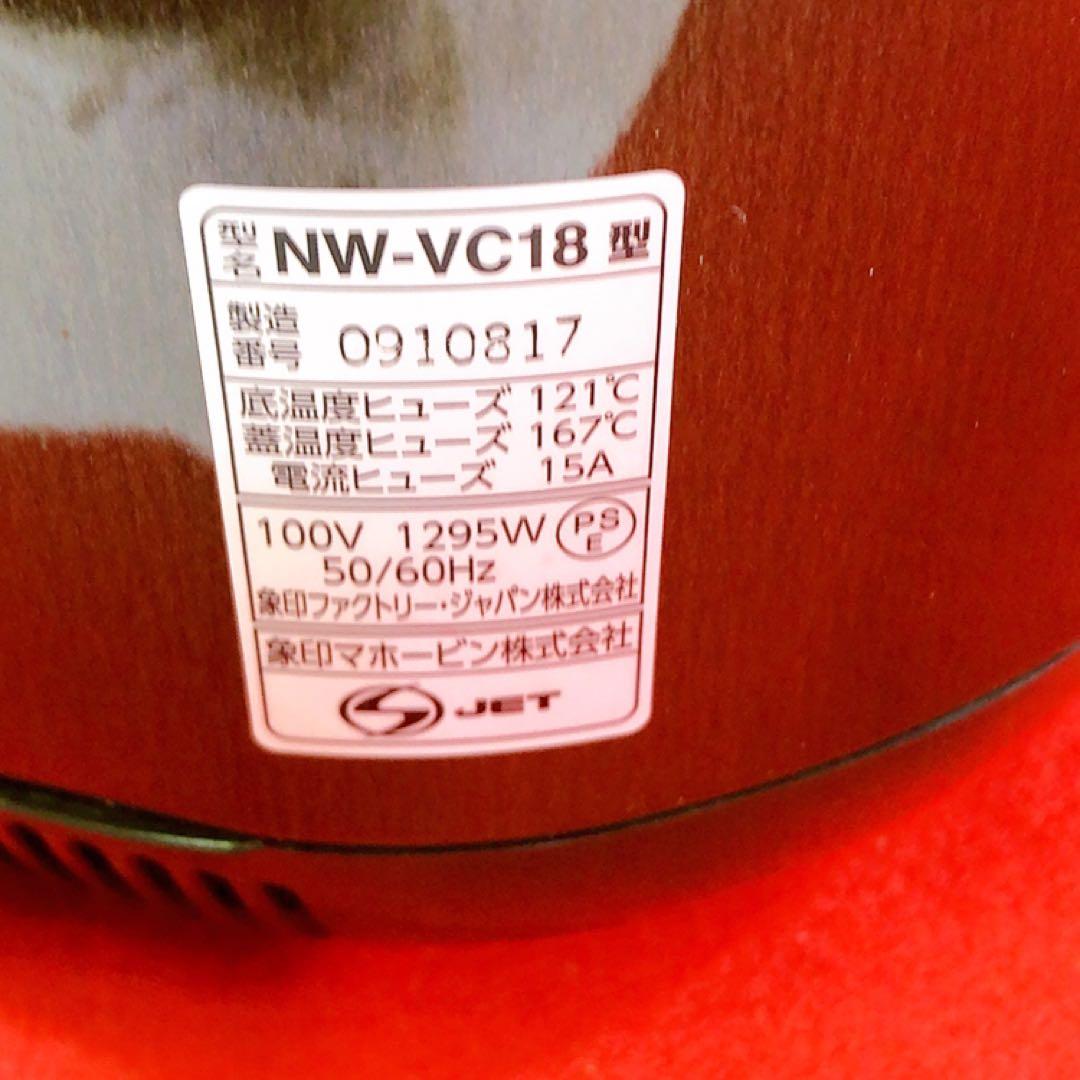 型名 NW-VC18 型
製造番号 0910817
底温度ヒューズ 121℃
蓋温度ヒューズ 167℃
電流ヒューズ 15A
100V 1295W PSE
50/60Hz
象印ファクトリー・ジャパン株式会社
象印マホービン株式会社
JET